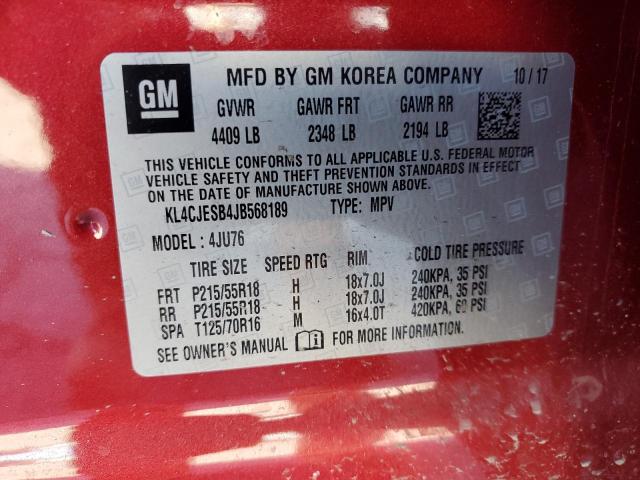 GM MFD BY GM KOREA COMPANY 10/17
GVWR GAWR FRT GAWR RR
4409 LB 2348 LB 2194 LB
THIS VEHICLE CONFORMS TO ALL APPLICABLE U.S. FEDERAL MOTOR
VEHICLE SAFETY AND THEFT PREVENTION STANDARDS IN EFFECT
ON THE DATE OF MANUFACTURE SHOWN ABOVE.
KL4CJESB4JB568189 TYPE: MPV
MODEL: 4JU76
TIRE SIZE SPEED RTG RIM COLD TIRE PRESSURE
FRT P215/55R18 H 18x7.0J 240KPA, 35 PSI
RR P215/55R18 H 18x7.0J 240KPA, 35 PSI
SPA T125/70R16 M 16x4.0T 420KPA, 60 PSI
SEE OWNER'S MANUAL FOR MORE INFORMATION.